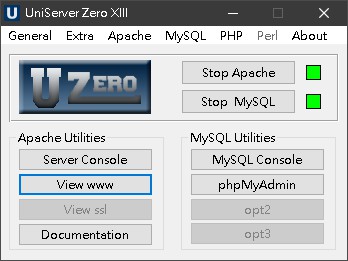 UniServer Zero XIII
General Extra Apache MySQL PHP Perl About
U ZERO
Stop Apache
Stop MySQL
Apache Utilities
Server Console
View www
View ssl
Documentation
MySQL Utilities
MySQL Console
phpMyAdmin
opt2
opt3